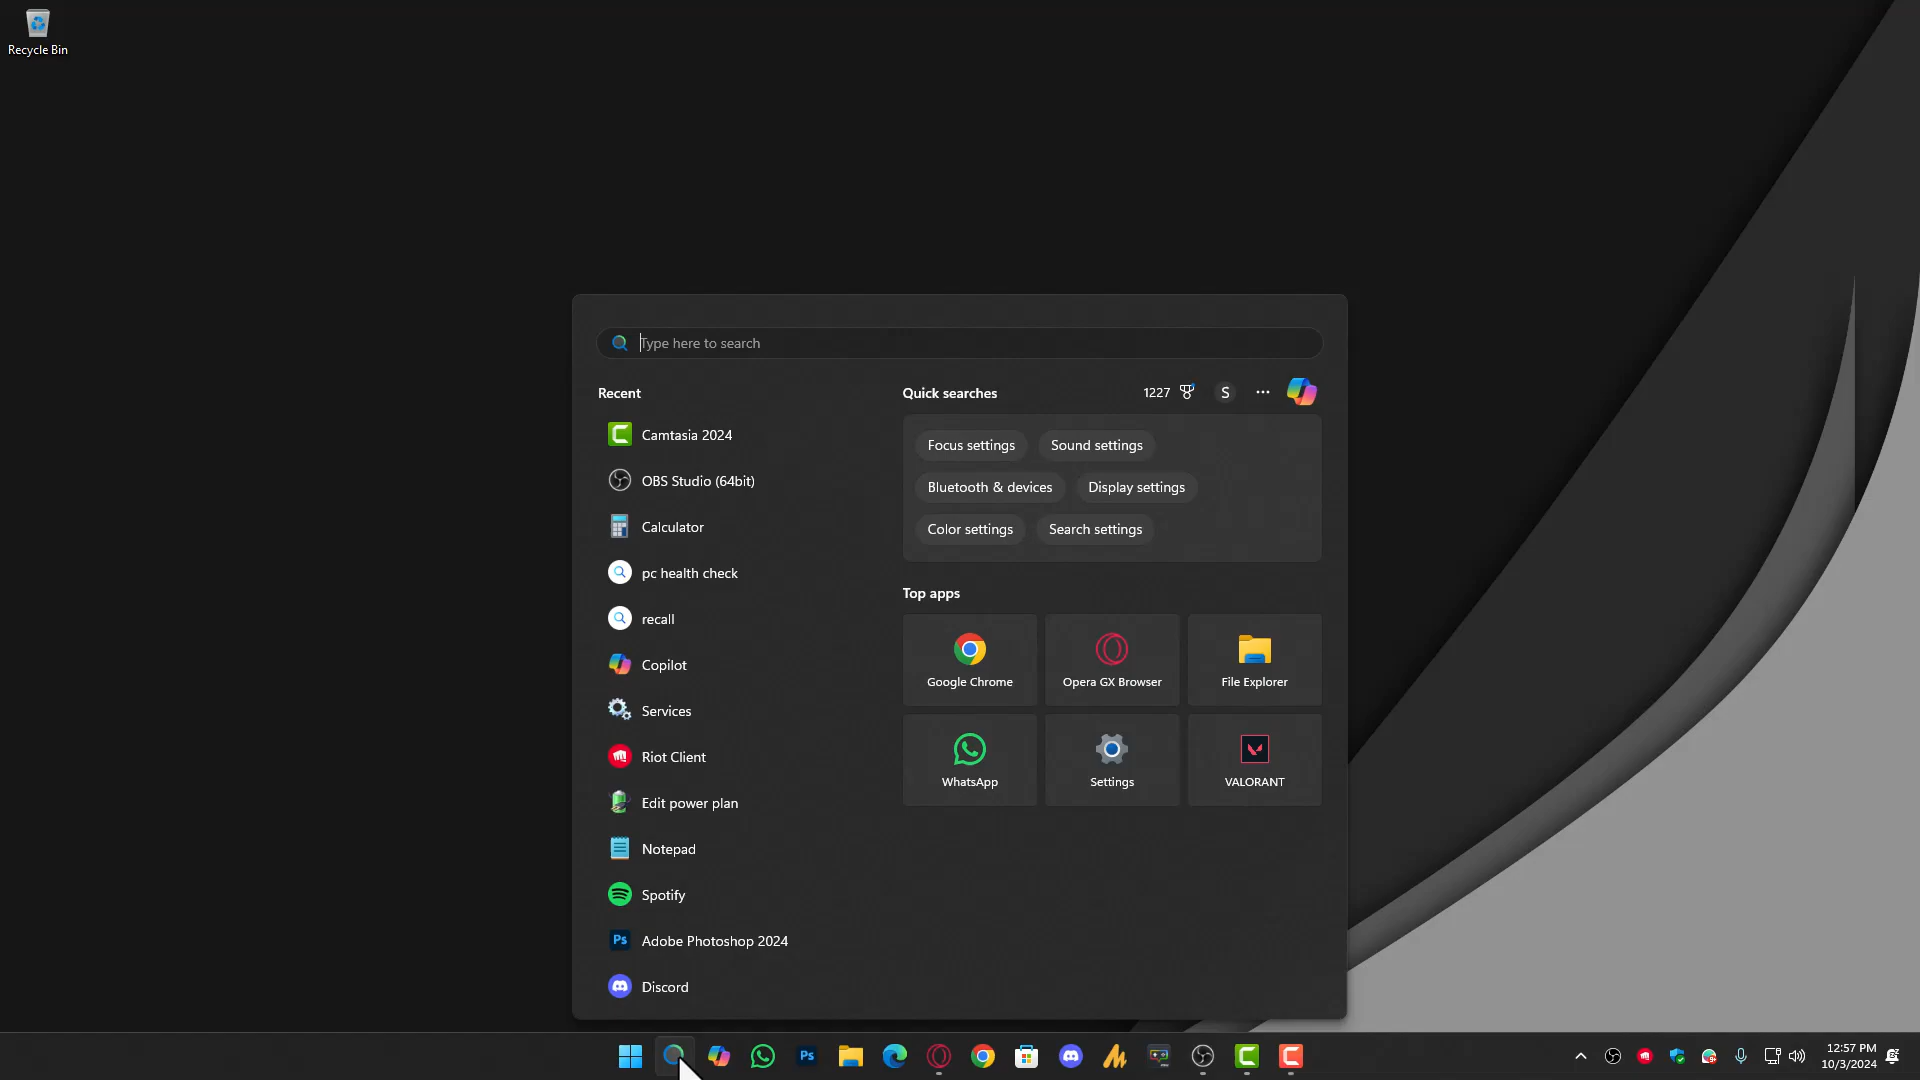 Recycle Bin
Type here to search
Recent
Quick searches
1227
S
Camtasia 2024
OBS Studio (64bit)
Calculator
pc health check
recall
Copilot
Services
Riot Client
Edit power plan
Notepad
Spotify
Ps
Adobe Photoshop 2024
Discord
Focus settings
Sound settings
Bluetooth & devices
Display settings
Color settings
Search settings
Top apps
Google Chrome
Opera GX Browser
File Explorer
WhatsApp
Settings
VALORANT
Ps
12:57 PM
10/3/2024